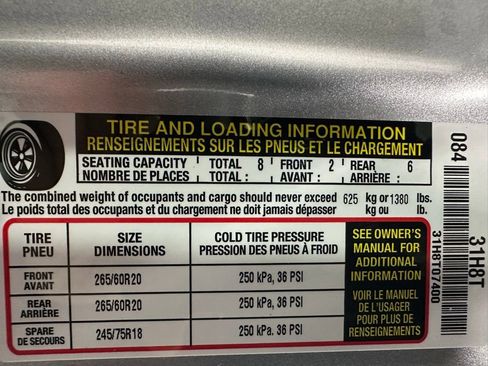 TIRE AND LOADING INFORMATION
RENSEIGNEMENTS SUR LES PNEUS ET LE CHARGEMENT
SEATING CAPACITY TOTAL 8 FRONT 2 REAR 6
NOMBRE DE PLACES : TOTAL : AVANT : ARRIÈRE :
The combined weight of occupants and cargo should never exceed 625 kg or 1380 lbs.
Le poids total des occupants et du chargement ne doit jamais dépasser kg ou lb.
TIRE SIZE COLD TIRE PRESSURE
PNEU DIMENSIONS PRESSION DES PNEUS À FROID
FRONT
AVANT 265/60R20 250 kPa, 36 PSI
REAR
ARRIÈRE 265/60R20 250 kPa, 36 PSI
SPARE
DE SECOURS 245/75R18 250 kPa, 36 PSI
SEE OWNER'S
MANUAL FOR
ADDITIONAL
INFORMATION
VOIR LE MANUEL
DE L'USAGER
POUR PLUS DE
RENSEIGNEMENTS
084
31H8T
31H8T07400